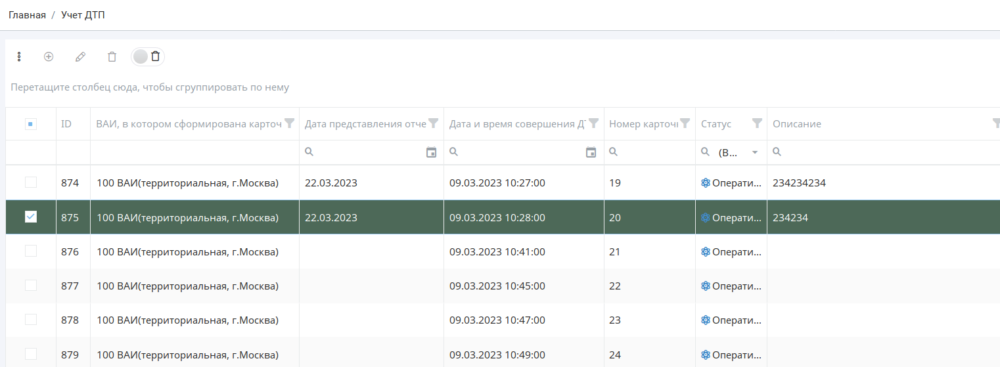 Главная / Учет ДТП
Перетащите столбец сюда, чтобы сгруппировать по нему
ID ВАИ, в котором сформирована карточ Дата представления отче Дата и время совершения Д Номер карточ Статус Описание
(В...
874 100 ВАИ(территориальная, г.Москва) 22.03.2023 09.03.2023 10:27:00 19 Операти... 234234234
875 100 ВАИ(территориальная, г.Москва) 22.03.2023 09.03.2023 10:28:00 20 Операти... 234234
876 100 ВАИ(территориальная, г.Москва) 09.03.2023 10:41:00 21 Операти...
877 100 ВАИ(территориальная, г.Москва) 09.03.2023 10:45:00 22 Операти...
878 100 ВАИ(территориальная, г.Москва) 09.03.2023 10:47:00 23 Операти...
879 100 ВАИ(территориальная, г.Москва) 09.03.2023 10:49:00 24 Операти...